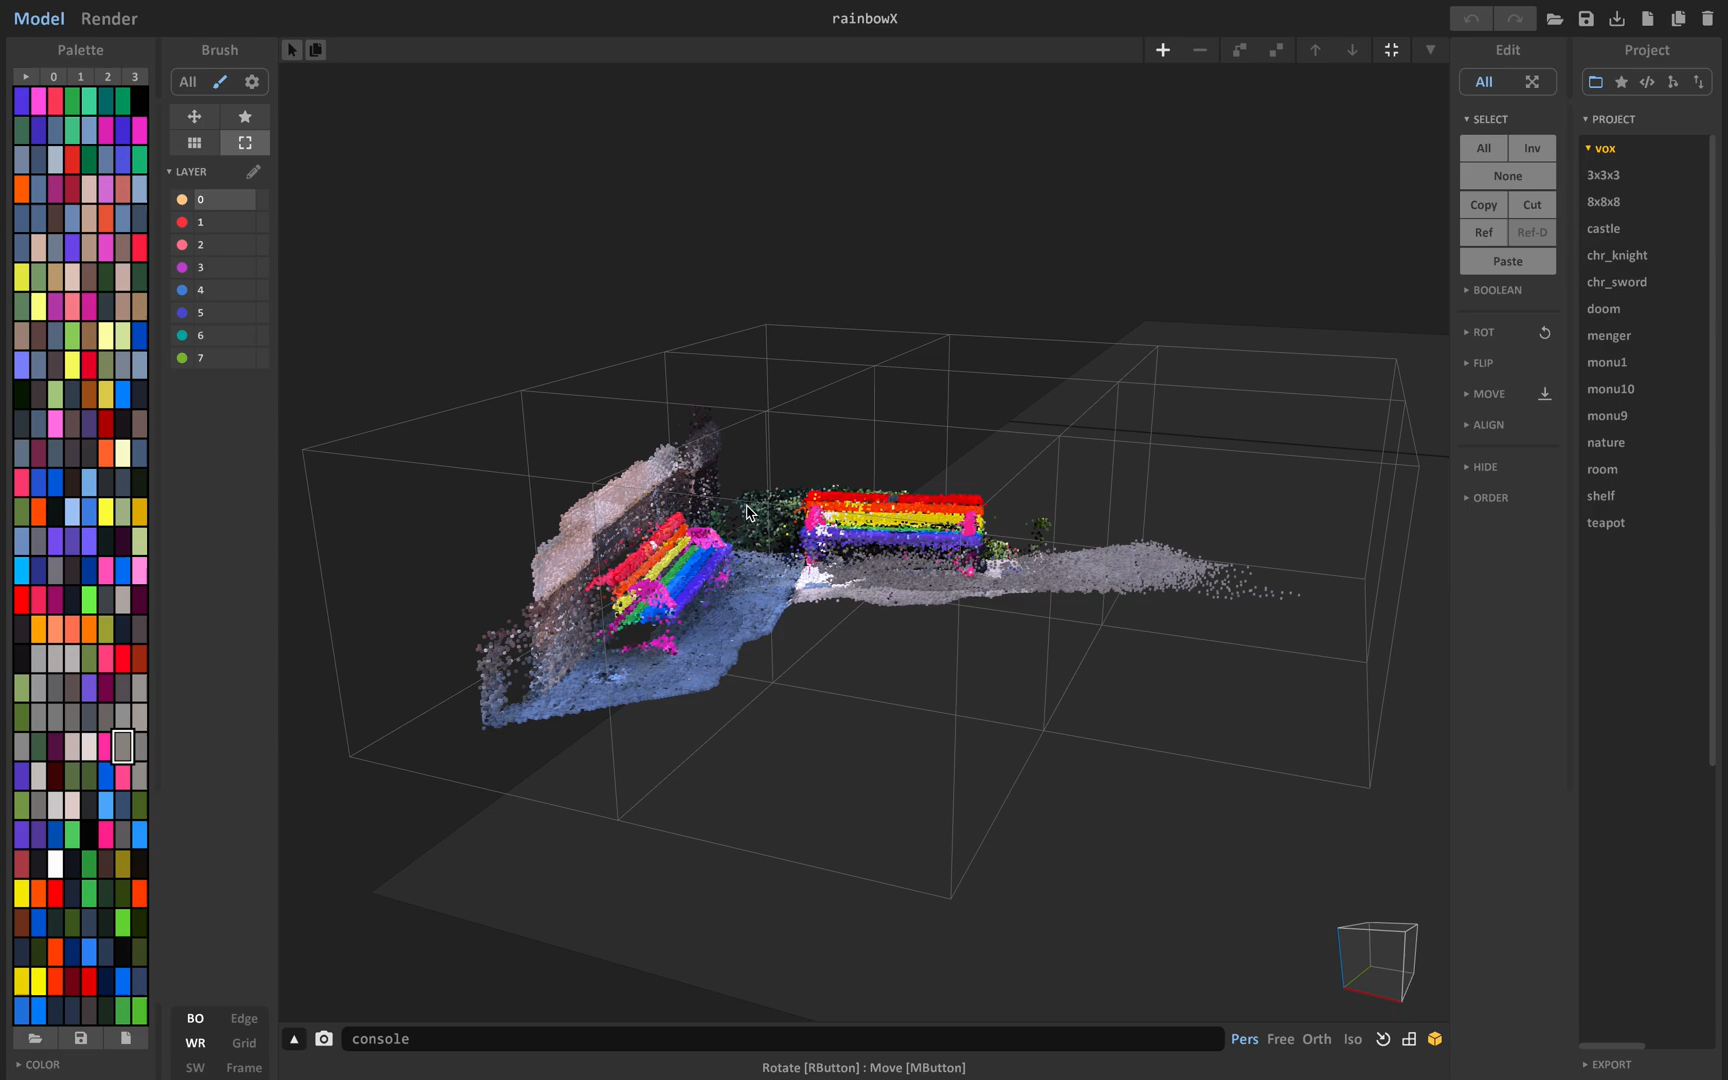 Model Render
rainbowX
Palette
Brush
Edit
Project
0 1 2 3
All
All
LAYER
0
1
2
3
4
5
6
7
SELECT
All Inv
None
Copy Cut
Ref Ref-D
Paste
BOOLEAN
ROT
FLIP
MOVE
ALIGN
HIDE
ORDER
PROJECT
vox
3x3x3
8x8x8
castle
chr_knight
chr_sword
doom
menger
monu1
monu10
monu9
nature
room
shelf
teapot
BO Edge
WR Grid
SW Frame
COLOR
console
Pers Free Orth Iso
Rotate [RButton] : Move [MButton]
EXPORT